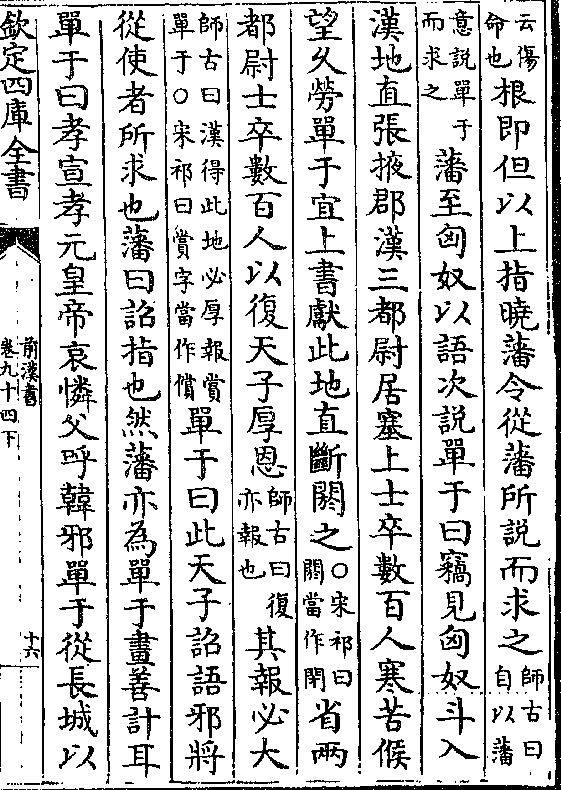 云傷
命也根即但以上指曉藩令從藩所說而求之師古曰
自以藩
意說單于
而求之藩至匈奴以語次說單于曰竊見匈奴斗入
漢地直張掖郡漢三都尉居塞上士卒數百人寒苦候
望久勞單于宜上書獻此地直斷閼之○宋祁曰
閼當作閉省兩
都尉士卒數百人以復天子厚恩師古曰復
亦報也其報必大
師古曰漢得此地必厚報賞
單于○宋祁曰賞字當作償單于曰此天子詔語邪將
從使者所求也藩曰詔指也然藩亦為單于畫善計耳
單于曰孝宣孝元皇帝哀憐父呼韓邪單于從長城以
欽定四庫全書
前漢書
卷九十四下
十六